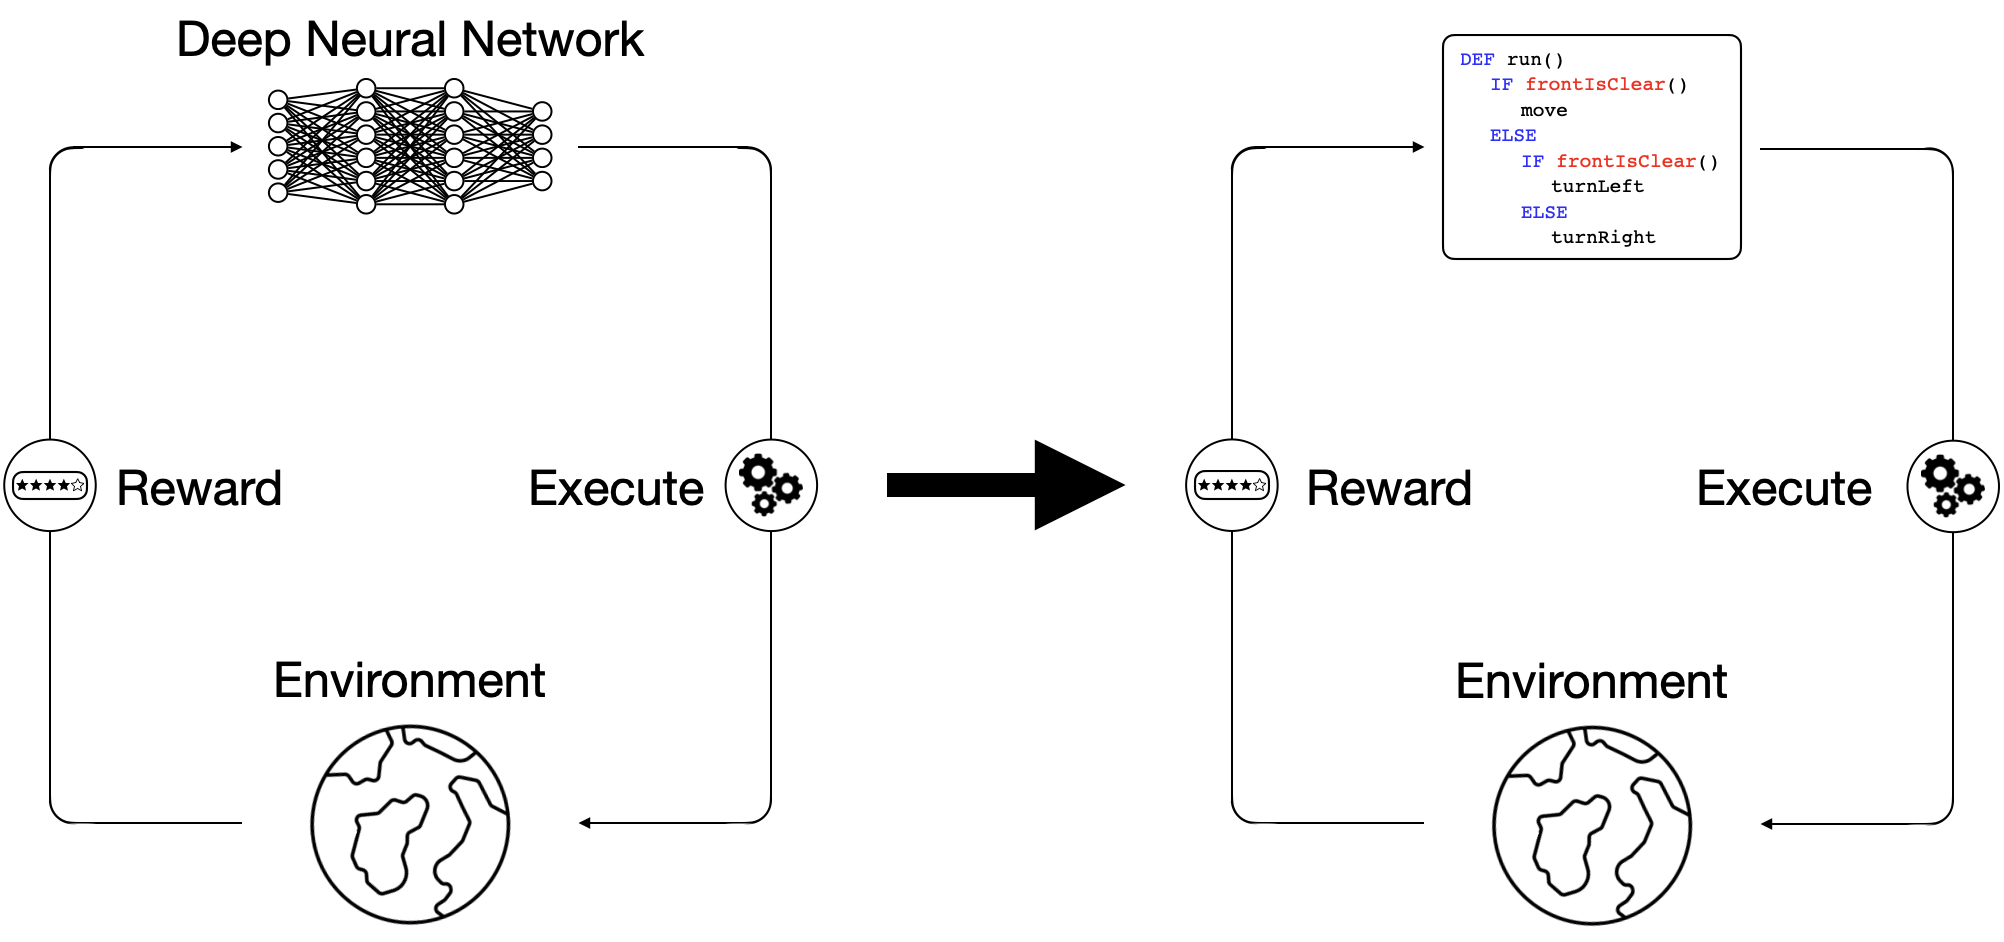 Deep Neural Network
Reward
Execute
Environment
DEF run()
IF frontIsClear()
move
ELSE
IF frontIsClear()
turnLeft
ELSE
turnRight
Reward
Execute
Environment